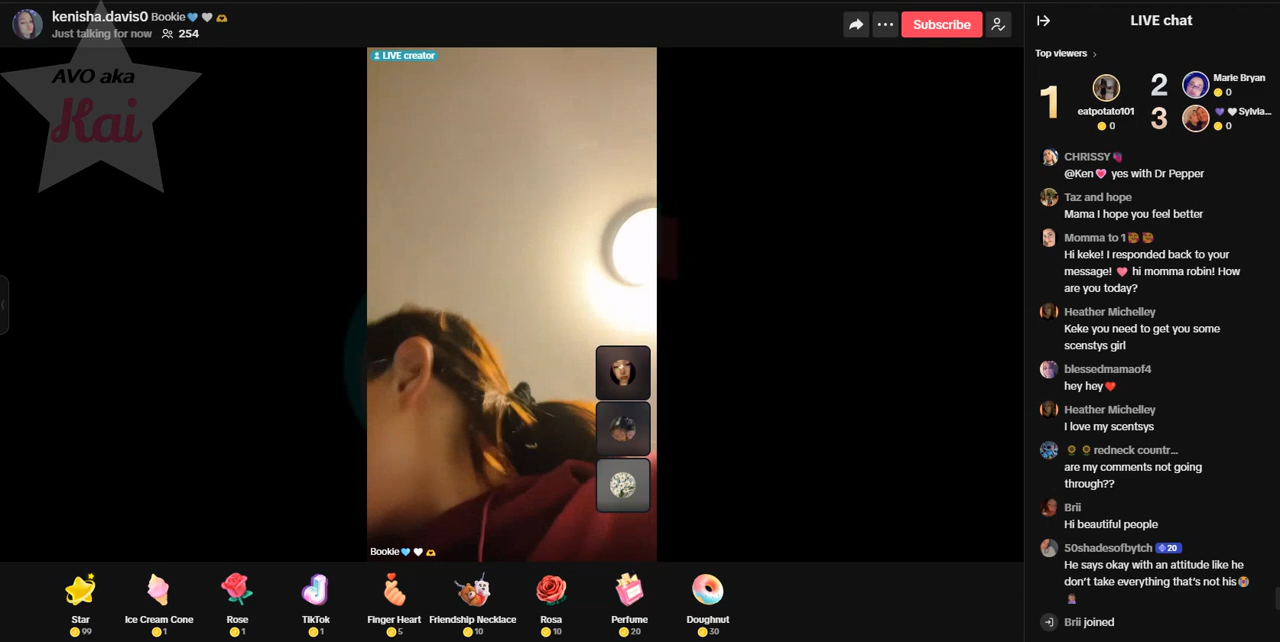 kenisha.davis0 Bookie💙🤍🫶
Just talking for now 254
AVO aka
Kai
Subscribe
LIVE creator
Bookie💙🤍🫶
Star
99
Ice Cream Cone
1
Rose
1
TikTok
1
Finger Heart
5
Friendship Necklace
10
Rosa
10
Perfume
20
Doughnut
30
LIVE chat
Top viewers
1
eatpotato101
0
2
Marie Bryan
0
3
💜🤍Sylvia...
0
CHRISSY
@Ken💗 yes with Dr Pepper
Taz and hope
Mama I hope you feel better
Momma to 1
Hi keke! I responded back to your
message! 💗 hi momma robin! How
are you today?
Heather Michelley
Keke you need to get you some
scenstys girl
blessedmamaof4
hey hey❤️
Heather Michelley
I love my scentsys
🌻🌻redneck countr...
are my comments not going
through??
Brii
Hi beautiful people
50shadesofbytch 20
He says okay with an attitude like he
don't take everything that's not his😭
🤦🏽‍♀️
Brii joined